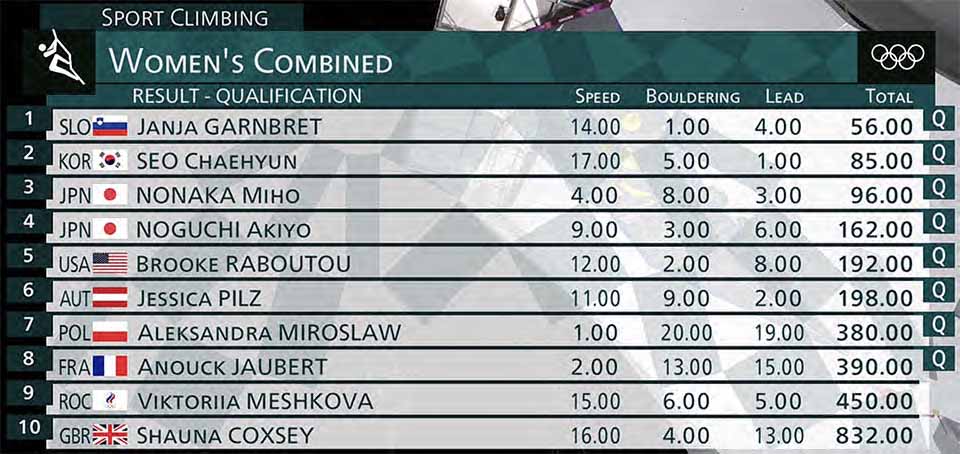 SPORT CLIMBING
WOMEN'S COMBINED
RESULT - QUALIFICATION SPEED BOULDERING LEAD TOTAL
1 SLO JANJA GARNBRET 14.00 1.00 4.00 56.00 Q
2 KOR SEO CHAEHYUN 17.00 5.00 1.00 85.00 Q
3 JPN NONAKA MIHO 4.00 8.00 3.00 96.00 Q
4 JPN NOGUCHI AKIYO 9.00 3.00 6.00 162.00 Q
5 USA BROOKE RABOUTOU 12.00 2.00 8.00 192.00 Q
6 AUT JESSICA PILZ 11.00 9.00 2.00 198.00 Q
7 POL ALEKSANDRA MIROSLAW 1.00 20.00 19.00 380.00 Q
8 FRA ANOUCK JAUBERT 2.00 13.00 15.00 390.00 Q
9 ROC VIKTORIIA MESHKOVA 15.00 6.00 5.00 450.00
10 GBR SHAUNA COXSEY 16.00 4.00 13.00 832.00